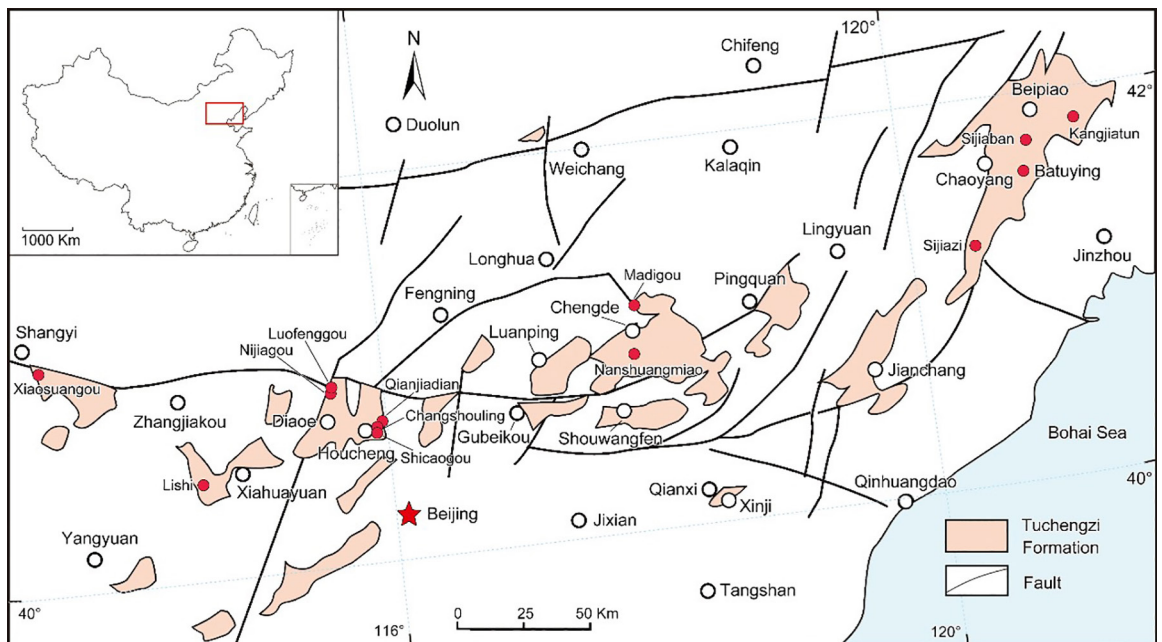 N
120°
Chifeng
42°
Beipiao
Duolun
Kangjiatun
Sijiaban
Weichang
Kalaqin
Chaoyang
Batuying
1000 Km
Lingyuan
Sijiazi
Jinzhou
Longhua
Madigou
Pingquan
Fengning
Chengde
Shangyi
Luofenggou
Luanping
Nijiagou
Nanshuangmiao
Jianchang
Xiaosuangou
Qianjiadian
Zhangjiakou
Changshouling
Diaoe
Gubeikou
Shouwangfen
Bohai Sea
Houcheng
Shicaogou
Lishi
Xiahuayuan
40°
Qianxi
Qinhuangdao
Xinji
Beijing
Jixian
Tuchengzi
Formation
Yangyuan
Fault
Tangshan
40°
0 25 50 Km
116°
120°